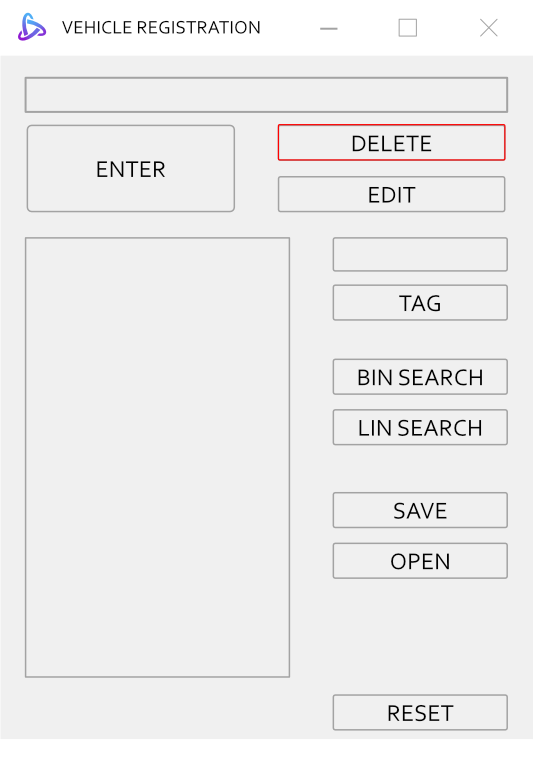 VEHICLE REGISTRATION
ENTER
DELETE
EDIT
TAG
BIN SEARCH
LIN SEARCH
SAVE
OPEN
RESET